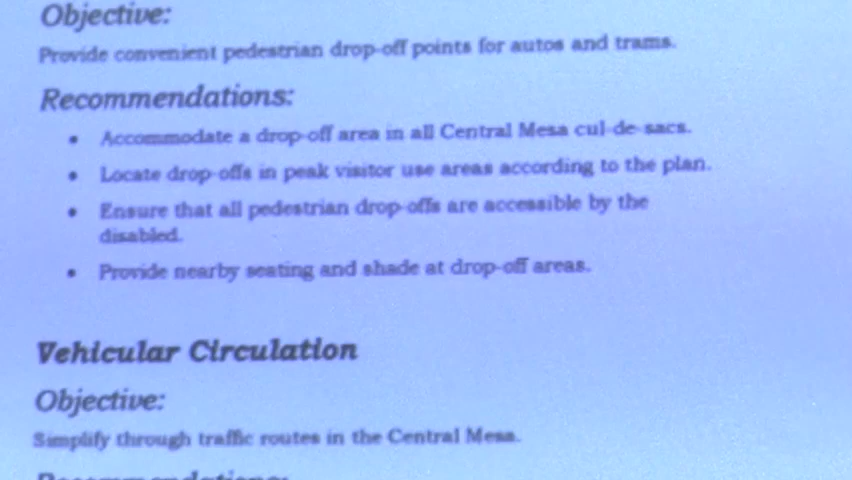 Objective:
Provide convenient pedestrian drop-off points for autos and trams.
Recommendations:
• Accommodate a drop-off area in all Central Mesa cul-de-sacs.
• Locate drop-offs in peak visitor use areas according to the plan.
• Ensure that all pedestrian drop-offs are accessible by the
disabled.
• Provide nearby seating and shade at drop-off areas.
Vehicular Circulation
Objective:
Simplify through traffic routes in the Central Mesa.
Recommendations: